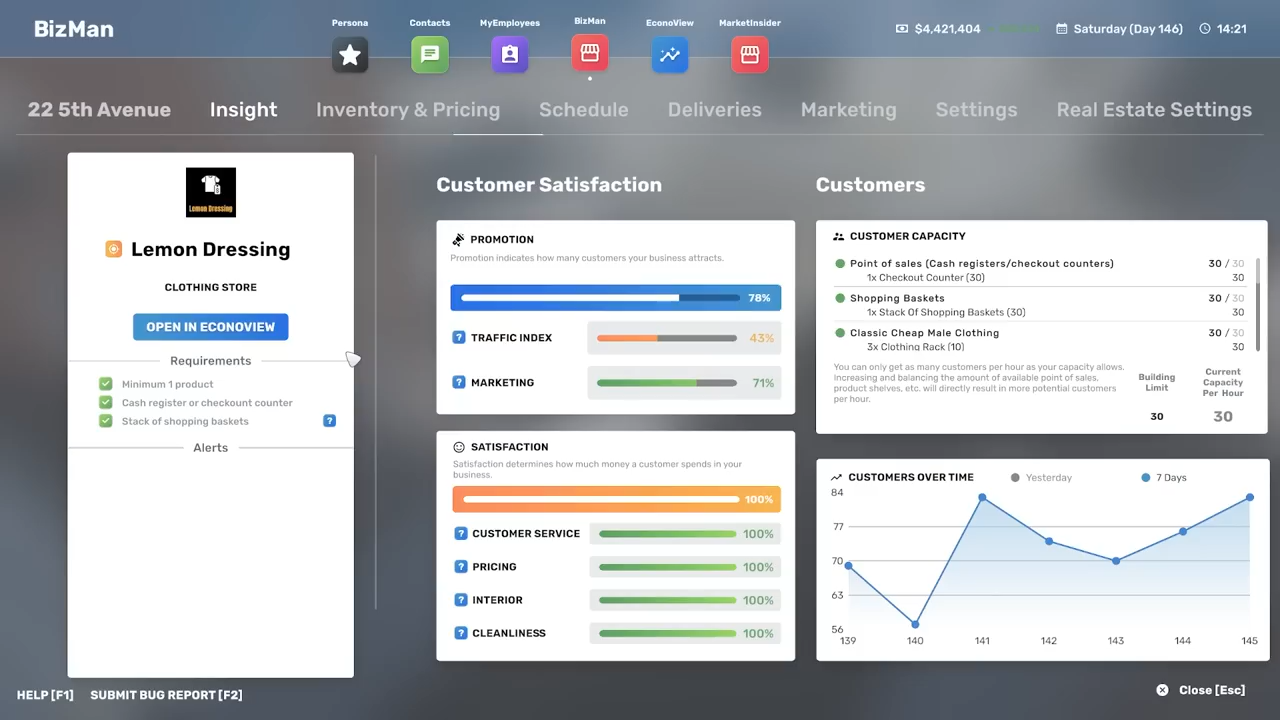 BizMan
Persona
Contacts
MyEmployees
BizMan
EconoView
MarketInsider
$4,421,404
Saturday (Day 146)
14:21
22 5th Avenue
Insight
Inventory & Pricing
Schedule
Deliveries
Marketing
Settings
Real Estate Settings
Lemon Dressing
Lemon Dressing
CLOTHING STORE
OPEN IN ECONOVIEW
Requirements
Minimum 1 product
Cash register or checkount counter
Stack of shopping baskets
?
Alerts
Customer Satisfaction
PROMOTION
Promotion indicates how many customers your business attracts.
78%
? TRAFFIC INDEX 43%
? MARKETING 71%
SATISFACTION
Satisfaction determines how much money a customer spends in your
business.
100%
? CUSTOMER SERVICE 100%
? PRICING 100%
? INTERIOR 100%
? CLEANLINESS 100%
Customers
CUSTOMER CAPACITY
Point of sales (Cash registers/checkout counters) 30 / 30
1x Checkout Counter (30) 30
Shopping Baskets 30 / 30
1x Stack Of Shopping Baskets (30) 30
Classic Cheap Male Clothing 30 / 30
3x Clothing Rack (10) 30
You can only get as many customers per hour as your capacity allows.
Increasing and balancing the amount of available point of sales,
product shelves, etc. will directly result in more potential customers
per hour.
Building
Limit
30
Current
Capacity
Per Hour
30
CUSTOMERS OVER TIME
Yesterday
7 Days
84
77
70
63
56
139 140 141 142 143 144 145
HELP [F1]
SUBMIT BUG REPORT [F2]
Close [Esc]